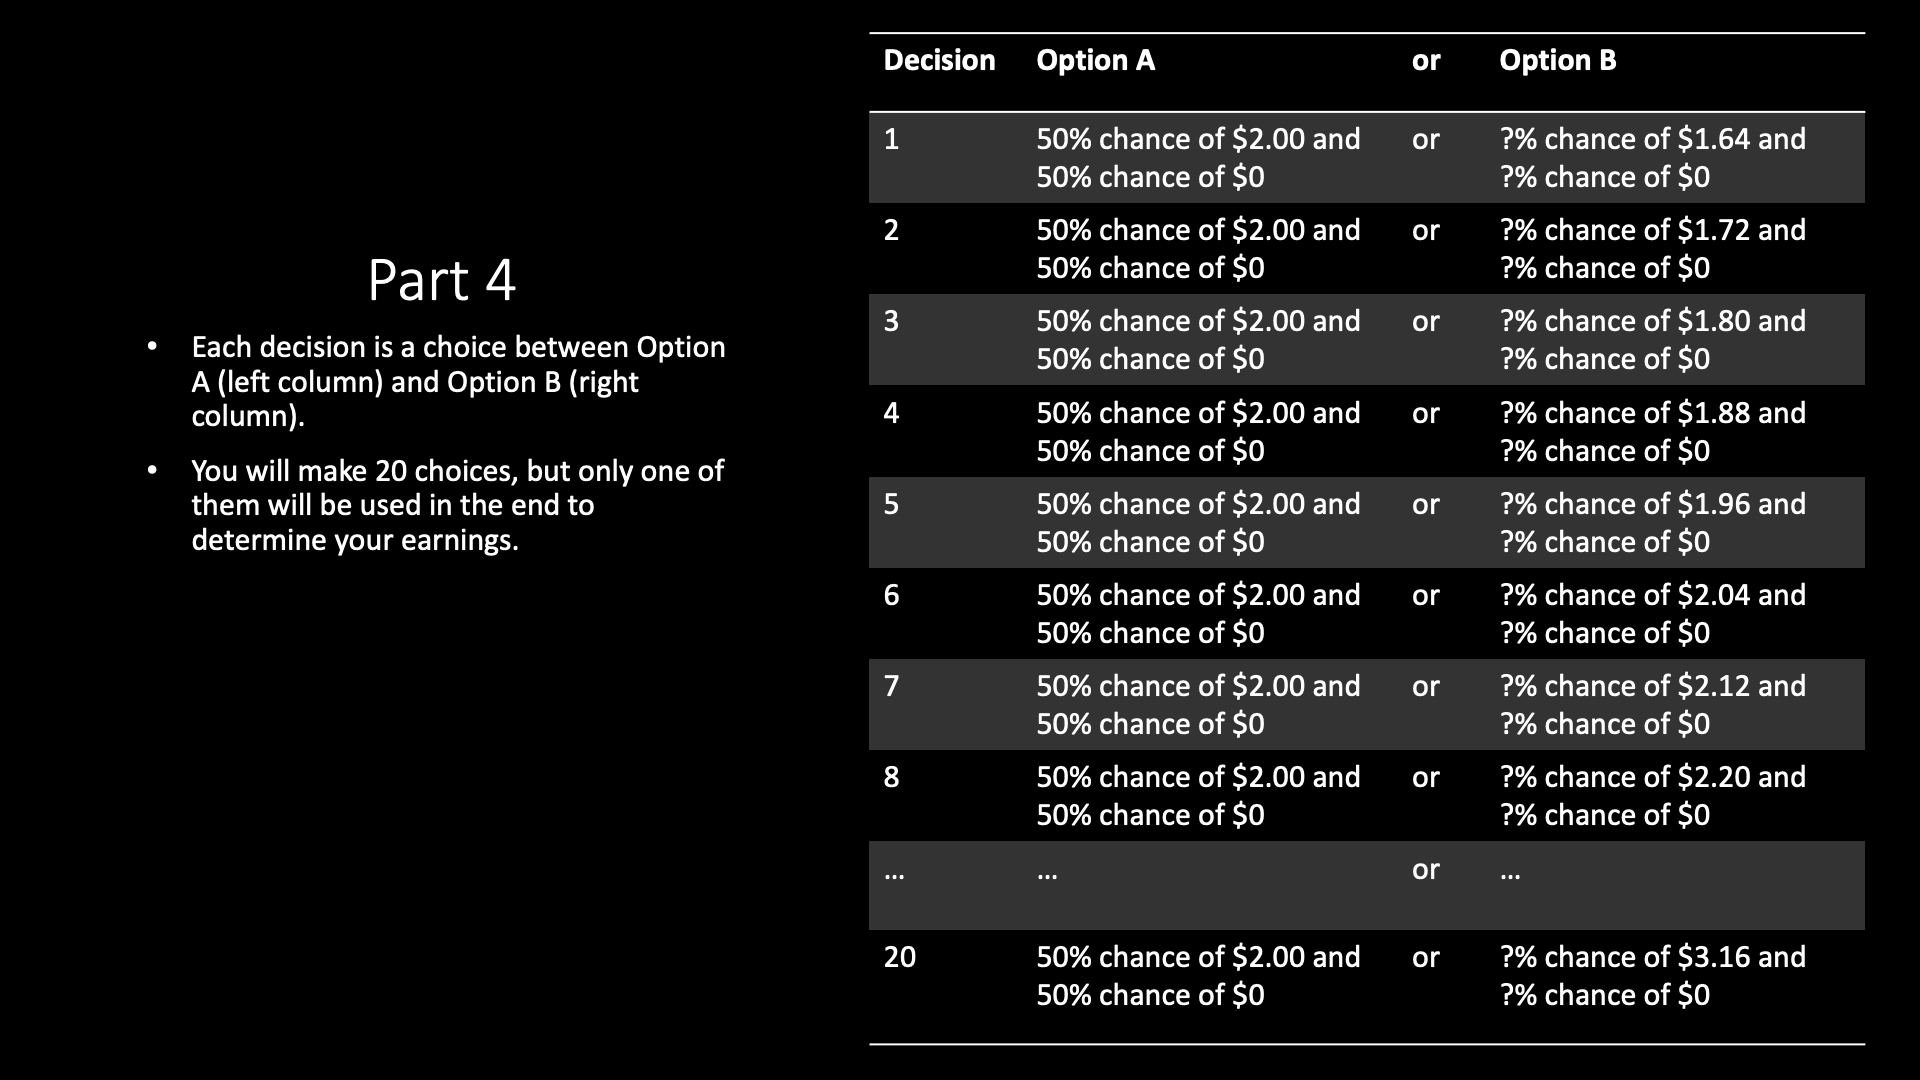 Part 4
• Each decision is a choice between Option
A (left column) and Option B (right
column).
• You will make 20 choices, but only one of
them will be used in the end to
determine your earnings.
Decision Option A or Option B
1 50% chance of $2.00 and or ?% chance of $1.64 and
50% chance of $0 ?% chance of $0
2 50% chance of $2.00 and or ?% chance of $1.72 and
50% chance of $0 ?% chance of $0
3 50% chance of $2.00 and or ?% chance of $1.80 and
50% chance of $0 ?% chance of $0
4 50% chance of $2.00 and or ?% chance of $1.88 and
50% chance of $0 ?% chance of $0
5 50% chance of $2.00 and or ?% chance of $1.96 and
50% chance of $0 ?% chance of $0
6 50% chance of $2.00 and or ?% chance of $2.04 and
50% chance of $0 ?% chance of $0
7 50% chance of $2.00 and or ?% chance of $2.12 and
50% chance of $0 ?% chance of $0
8 50% chance of $2.00 and or ?% chance of $2.20 and
50% chance of $0 ?% chance of $0
... ... or ...
20 50% chance of $2.00 and or ?% chance of $3.16 and
50% chance of $0 ?% chance of $0